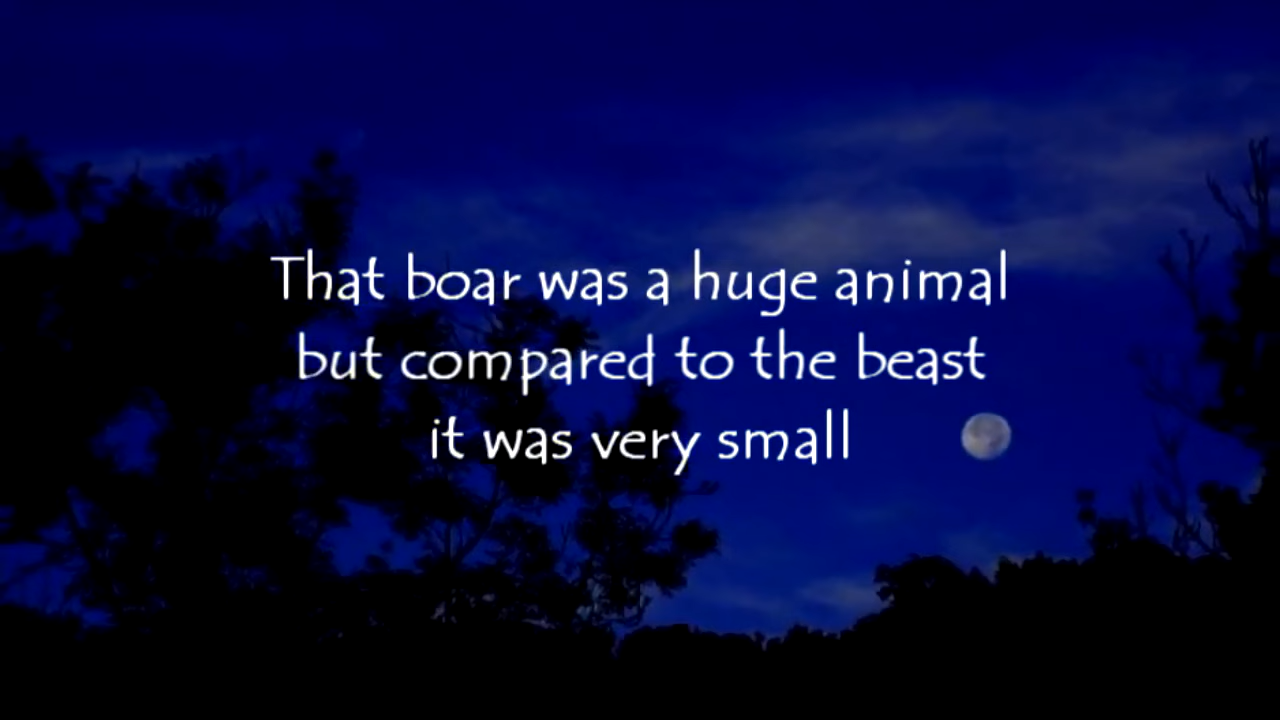 That boar was a huge animal
but compared to the beast
it was very small